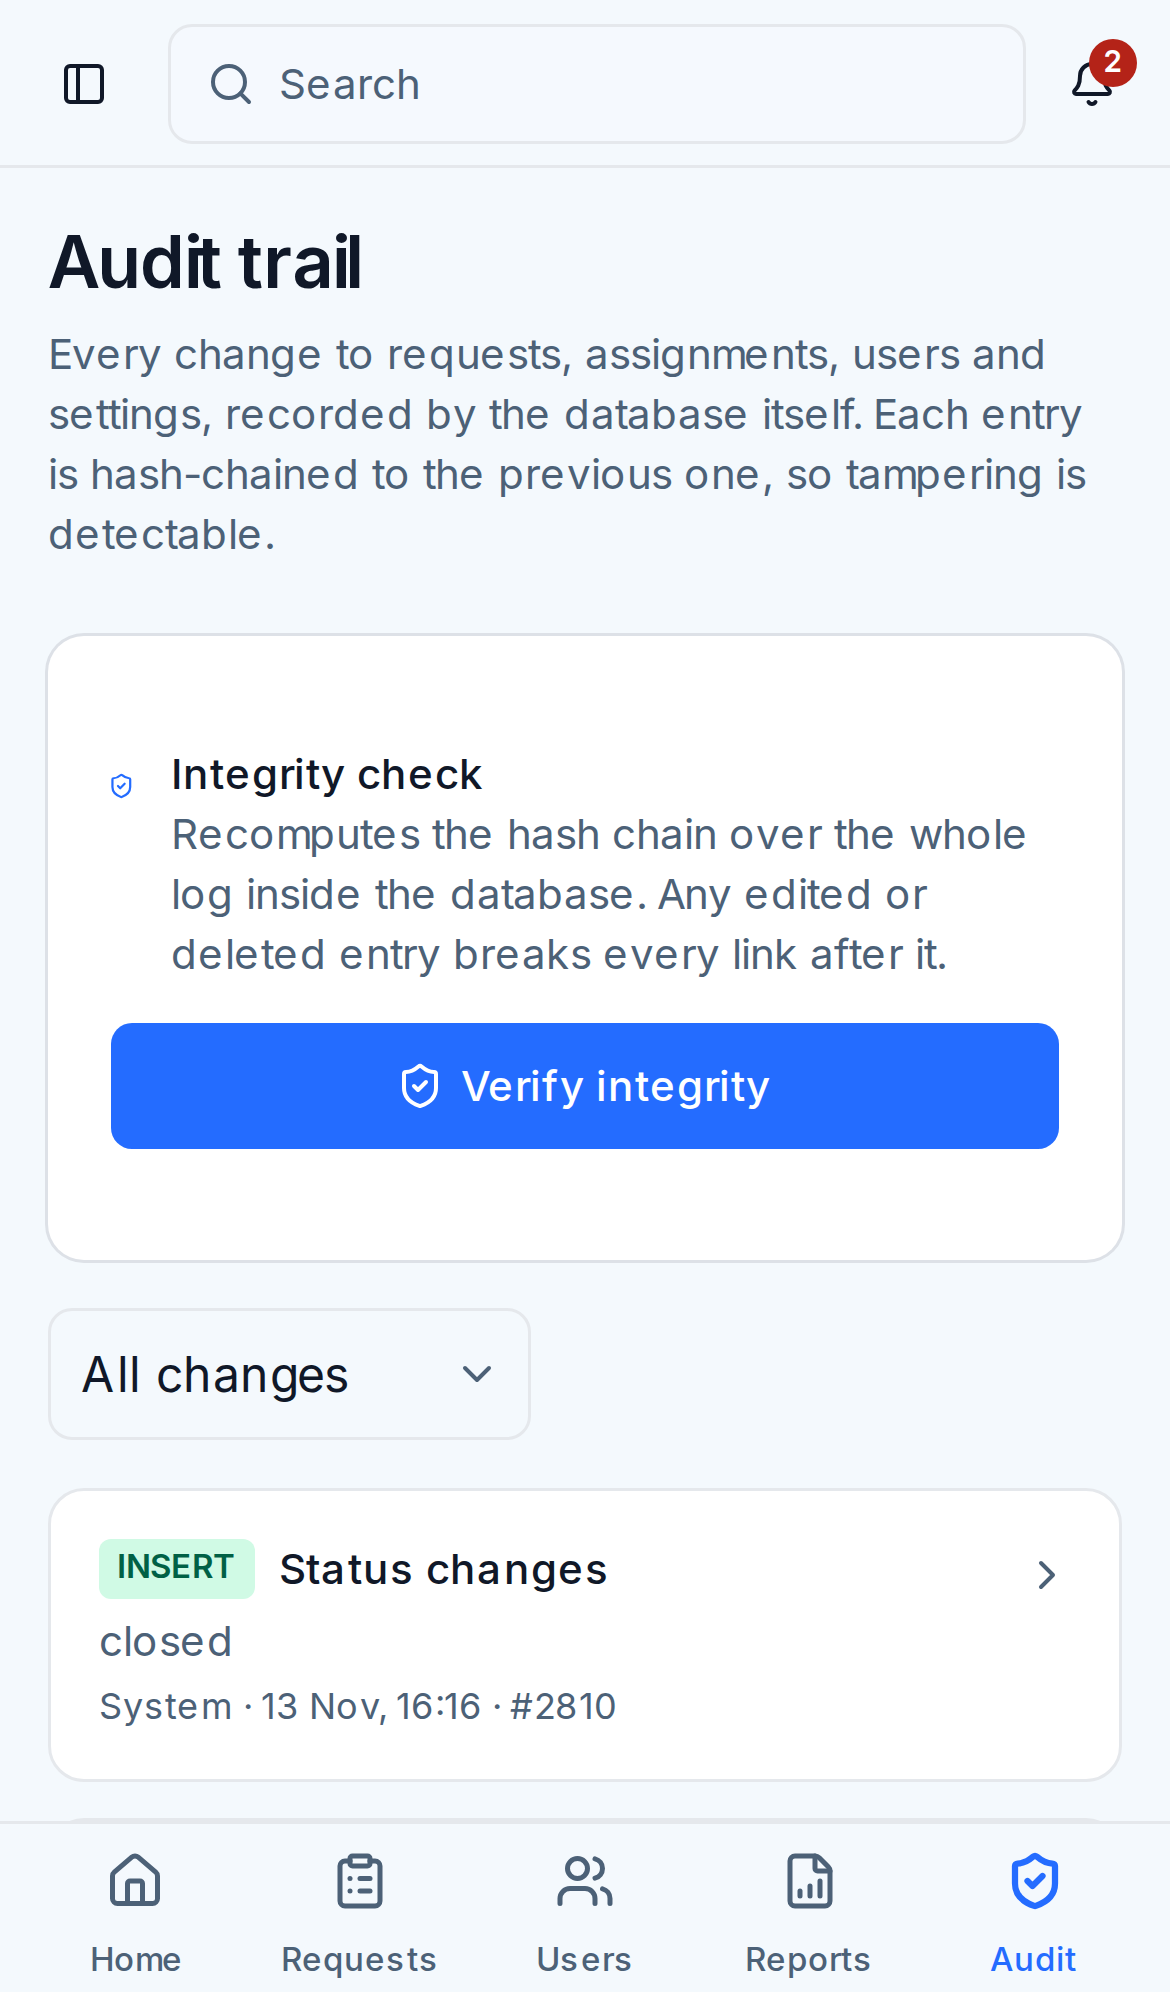 Search
2
Audit trail
Every change to requests, assignments, users and
settings, recorded by the database itself. Each entry
is hash-chained to the previous one, so tampering is
detectable.
Integrity check
Recomputes the hash chain over the whole
log inside the database. Any edited or
deleted entry breaks every link after it.
Verify integrity
All changes
INSERT Status changes
closed
System · 13 Nov, 16:16 · #2810
Home Requests Users Reports Audit